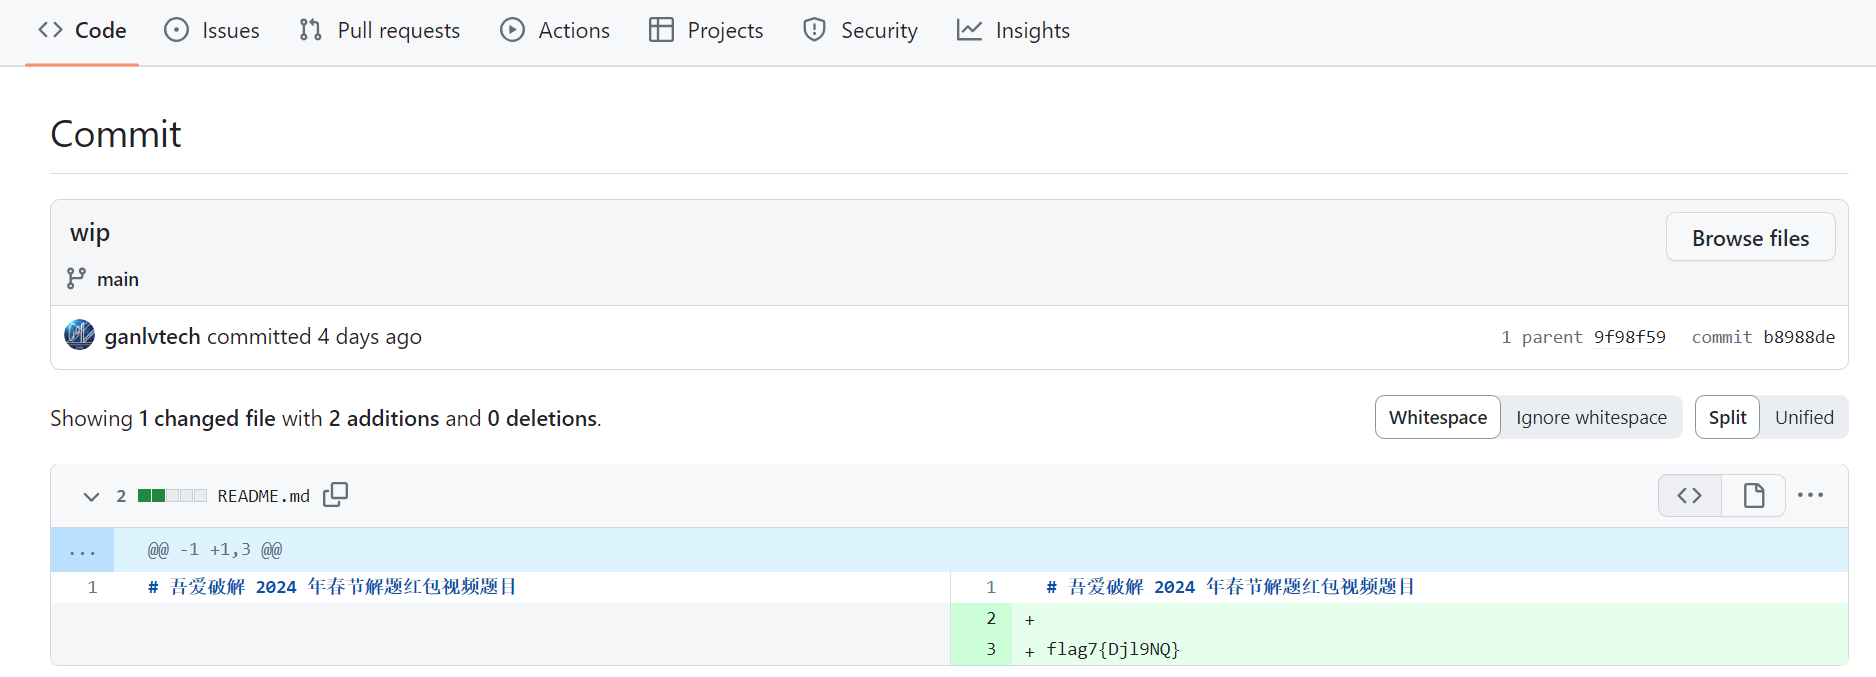 Code Issues Pull requests Actions Projects Security Insights
Commit
wip
Browse files
main
ganlvtech committed 4 days ago
1 parent 9f98f59 commit b8988de
Showing 1 changed file with 2 additions and 0 deletions.
Whitespace Ignore whitespace Split Unified
2 README.md
... @@ -1 +1,3 @@
1 # 吾爱破解 2024 年春节解题红包视频题目 1 # 吾爱破解 2024 年春节解题红包视频题目
2 +
3 + flag7{Djl9NQ}